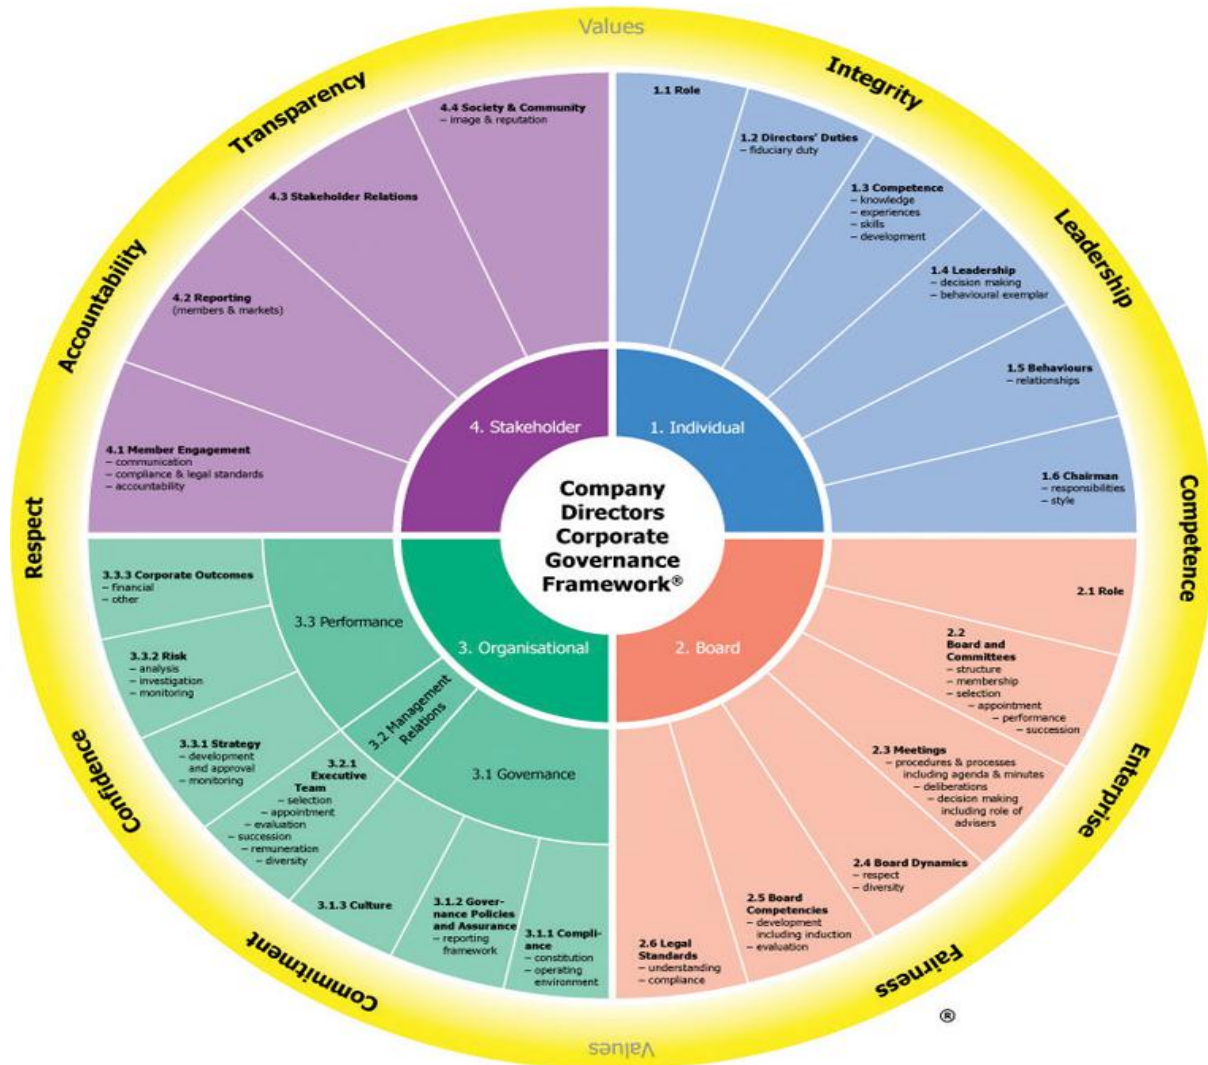 Values
Integrity
Leadership
Competence
Enterprise
Fairness
Values
Commitment
Confidence
Respect
Accountability
Transparency
Company
Directors
Corporate
Governance
Framework®
1. Individual
1.1 Role
1.2 Directors' Duties
– fiduciary duty
1.3 Competence
– knowledge
– experiences
– skills
– development
1.4 Leadership
– decision making
– behavioural exemplar
1.5 Behaviours
– relationships
1.6 Chairman
– responsibilities
– style
2. Board
2.1 Role
2.2
Board and
Committees
– structure
– membership
– selection
– appointment
– performance
– succession
2.3 Meetings
– procedures & processes
including agenda & minutes
– deliberations
– decision making
including role of
advisers
2.4 Board Dynamics
– respect
– diversity
2.5 Board
Competencies
– development
including induction
– evaluation
2.6 Legal
Standards
– understanding
– compliance
3. Organisational
3.1 Governance
3.1.1 Compli-
ance
– constitution
– operating
environment
3.1.2 Gover-
nance Policies
and Assurance
– reporting
framework
3.1.3 Culture
3.2 Management
Relations
3.2.1
Executive
Team
– selection
– appointment
– evaluation
– succession
– remuneration
– diversity
3.3 Performance
3.3.1 Strategy
– development
and approval
– monitoring
3.3.2 Risk
– analysis
– investigation
– monitoring
3.3.3 Corporate Outcomes
– financial
– other
4. Stakeholder
4.1 Member Engagement
– communication
– compliance & legal standards
– accountability
4.2 Reporting
(members & markets)
4.3 Stakeholder Relations
4.4 Society & Community
– image & reputation
®